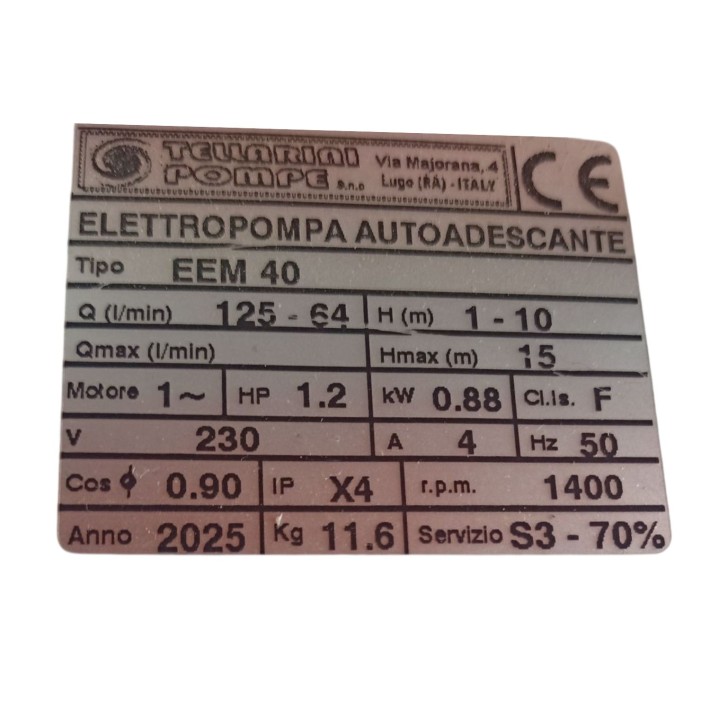 TELLARINI Via Majorana, 4
POMPE s.n.c Lugo (RA) - ITALY
CE
ELETTROPOMPA AUTOADESCANTE
Tipo EEM 40
Q (l/min) 125 - 64 H (m) 1 - 10
Qmax (l/min) Hmax (m) 15
Motore 1~ HP 1.2 kW 0.88 Cl.is. F
V 230 A 4 Hz 50
Cos ϕ 0.90 IP X4 r.p.m. 1400
Anno 2025 Kg 11.6 Servizio S3 - 70%